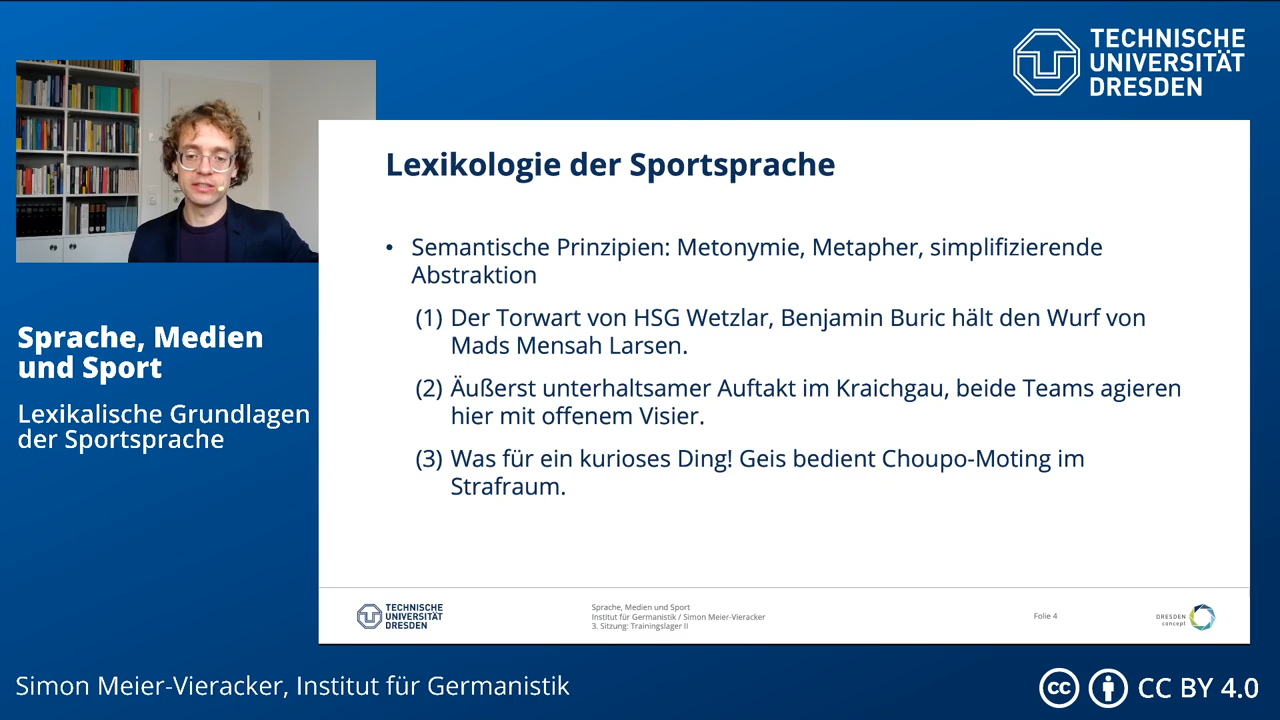 TECHNISCHE
UNIVERSITÄT
DRESDEN
Lexikologie der Sportsprache
• Semantische Prinzipien: Metonymie, Metapher, simplifizierende
Abstraktion
(1) Der Torwart von HSG Wetzlar, Benjamin Buric hält den Wurf von
Mads Mensah Larsen.
(2) Äußerst unterhaltsamer Auftakt im Kraichgau, beide Teams agieren
hier mit offenem Visier.
(3) Was für ein kurioses Ding! Geis bedient Choupo-Moting im
Strafraum.
Sprache, Medien
und Sport
Lexikalische Grundlagen
der Sportsprache
TECHNISCHE
UNIVERSITÄT
DRESDEN
Sprache, Medien und Sport
Institut für Germanistik / Simon Meier-Vieracker
3. Sitzung: Trainingslager II
Folie 4
DRESDEN
concept
Simon Meier-Vieracker, Institut für Germanistik
cc CC BY 4.0